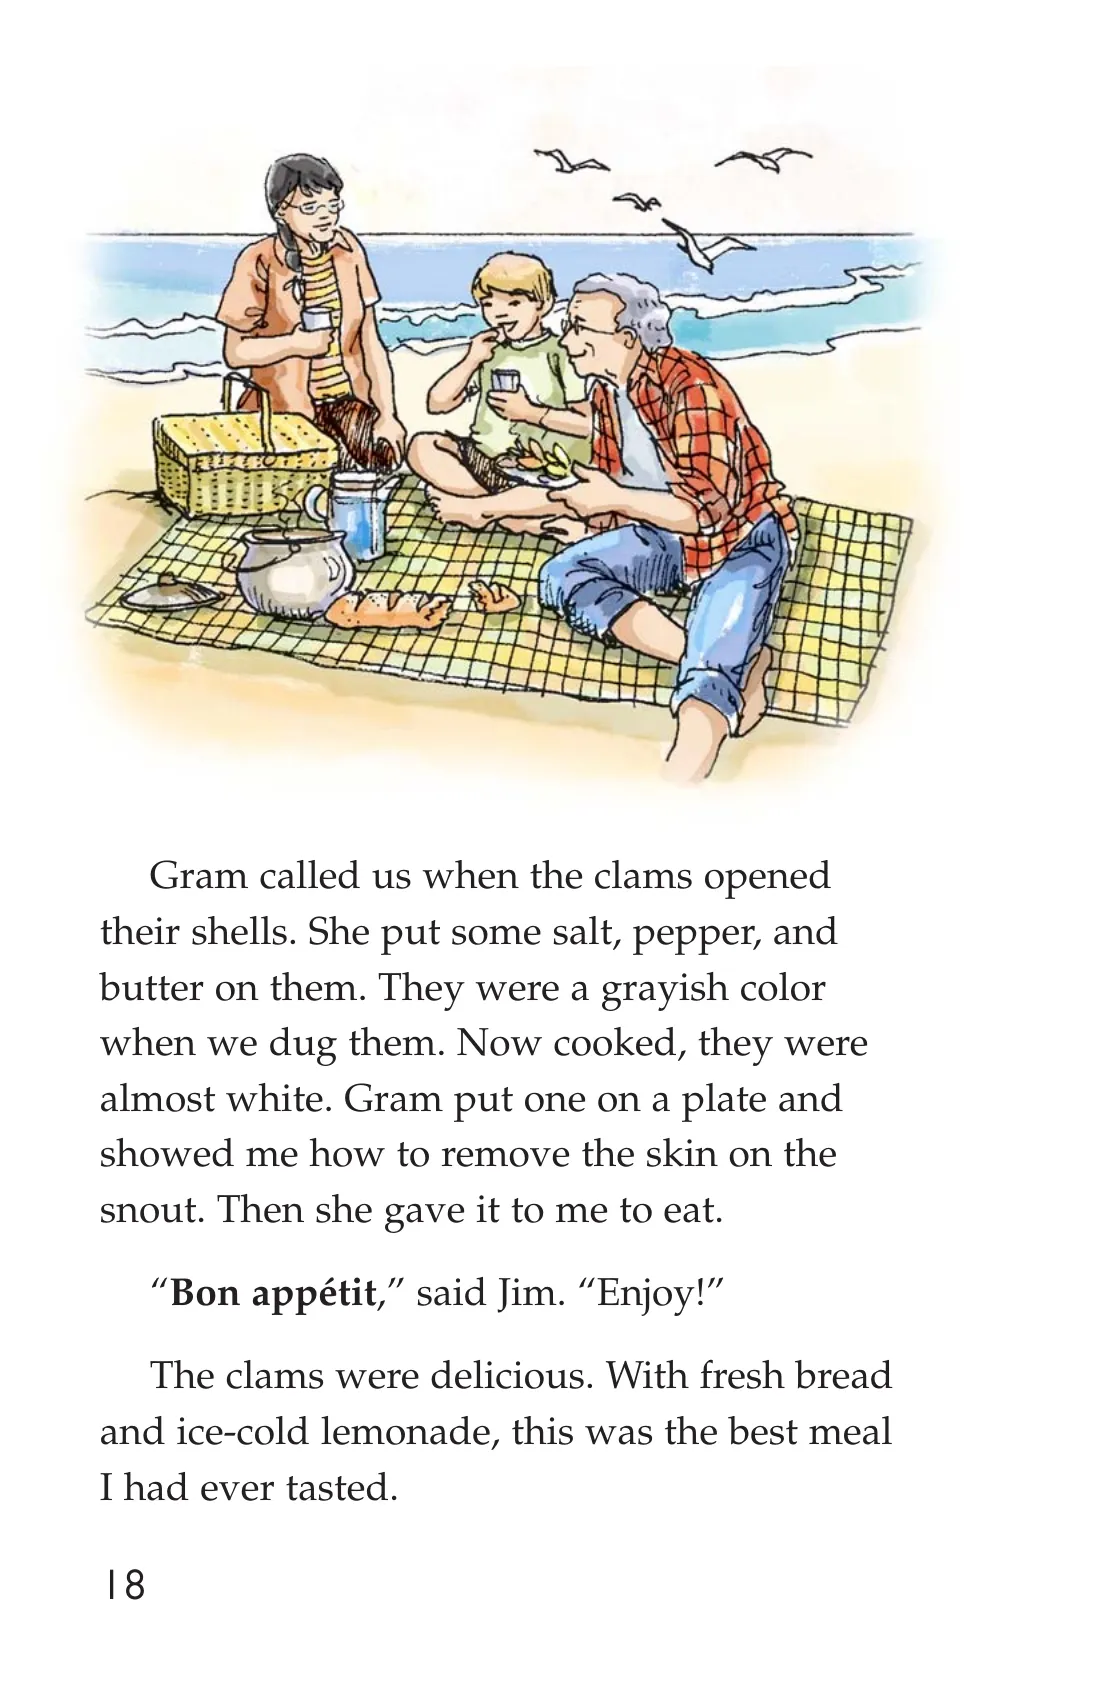 Gram called us when the clams opened
their shells. She put some salt, pepper, and
butter on them. They were a grayish color
when we dug them. Now cooked, they were
almost white. Gram put one on a plate and
showed me how to remove the skin on the
snout. Then she gave it to me to eat.
“Bon appétit,” said Jim. “Enjoy!”
The clams were delicious. With fresh bread
and ice-cold lemonade, this was the best meal
I had ever tasted.
18